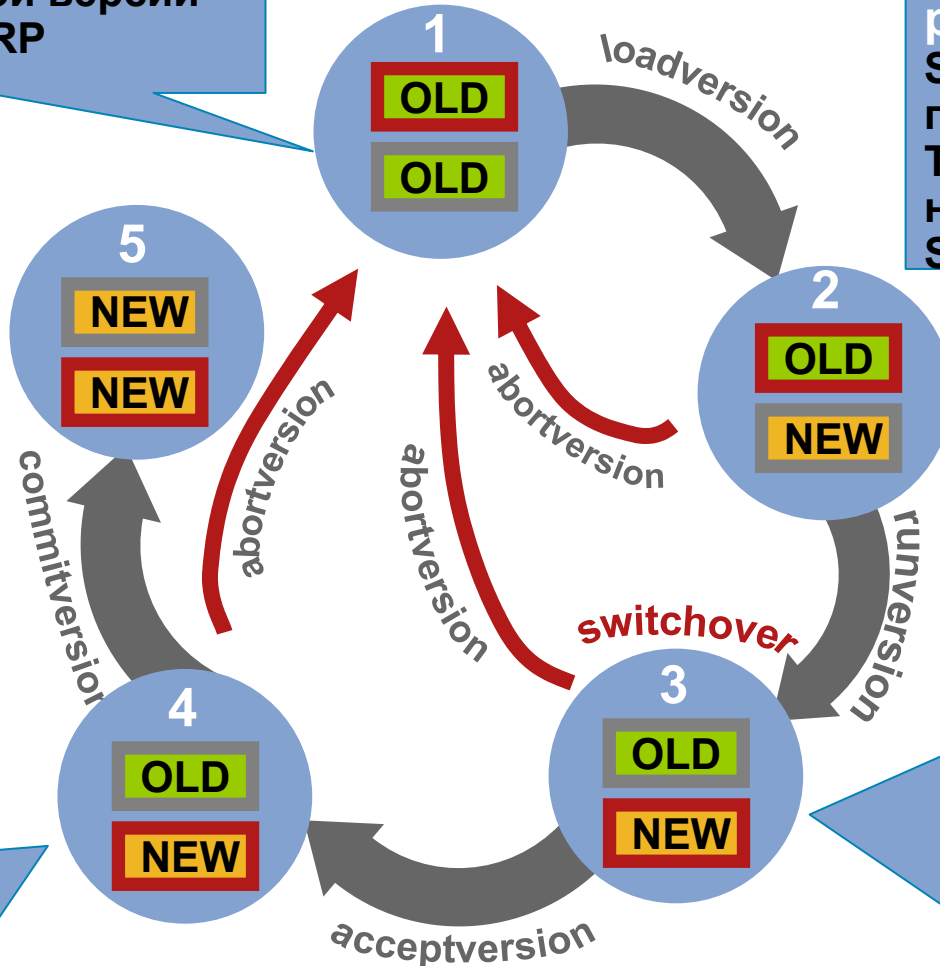 версии
RP
1
OLD
OLD
loadversion
5
NEW
NEW
2
OLD
NEW
abortversion
abortversion
abortversion
commitversion
runversion
switchover
3
OLD
NEW
4
OLD
NEW
acceptversion